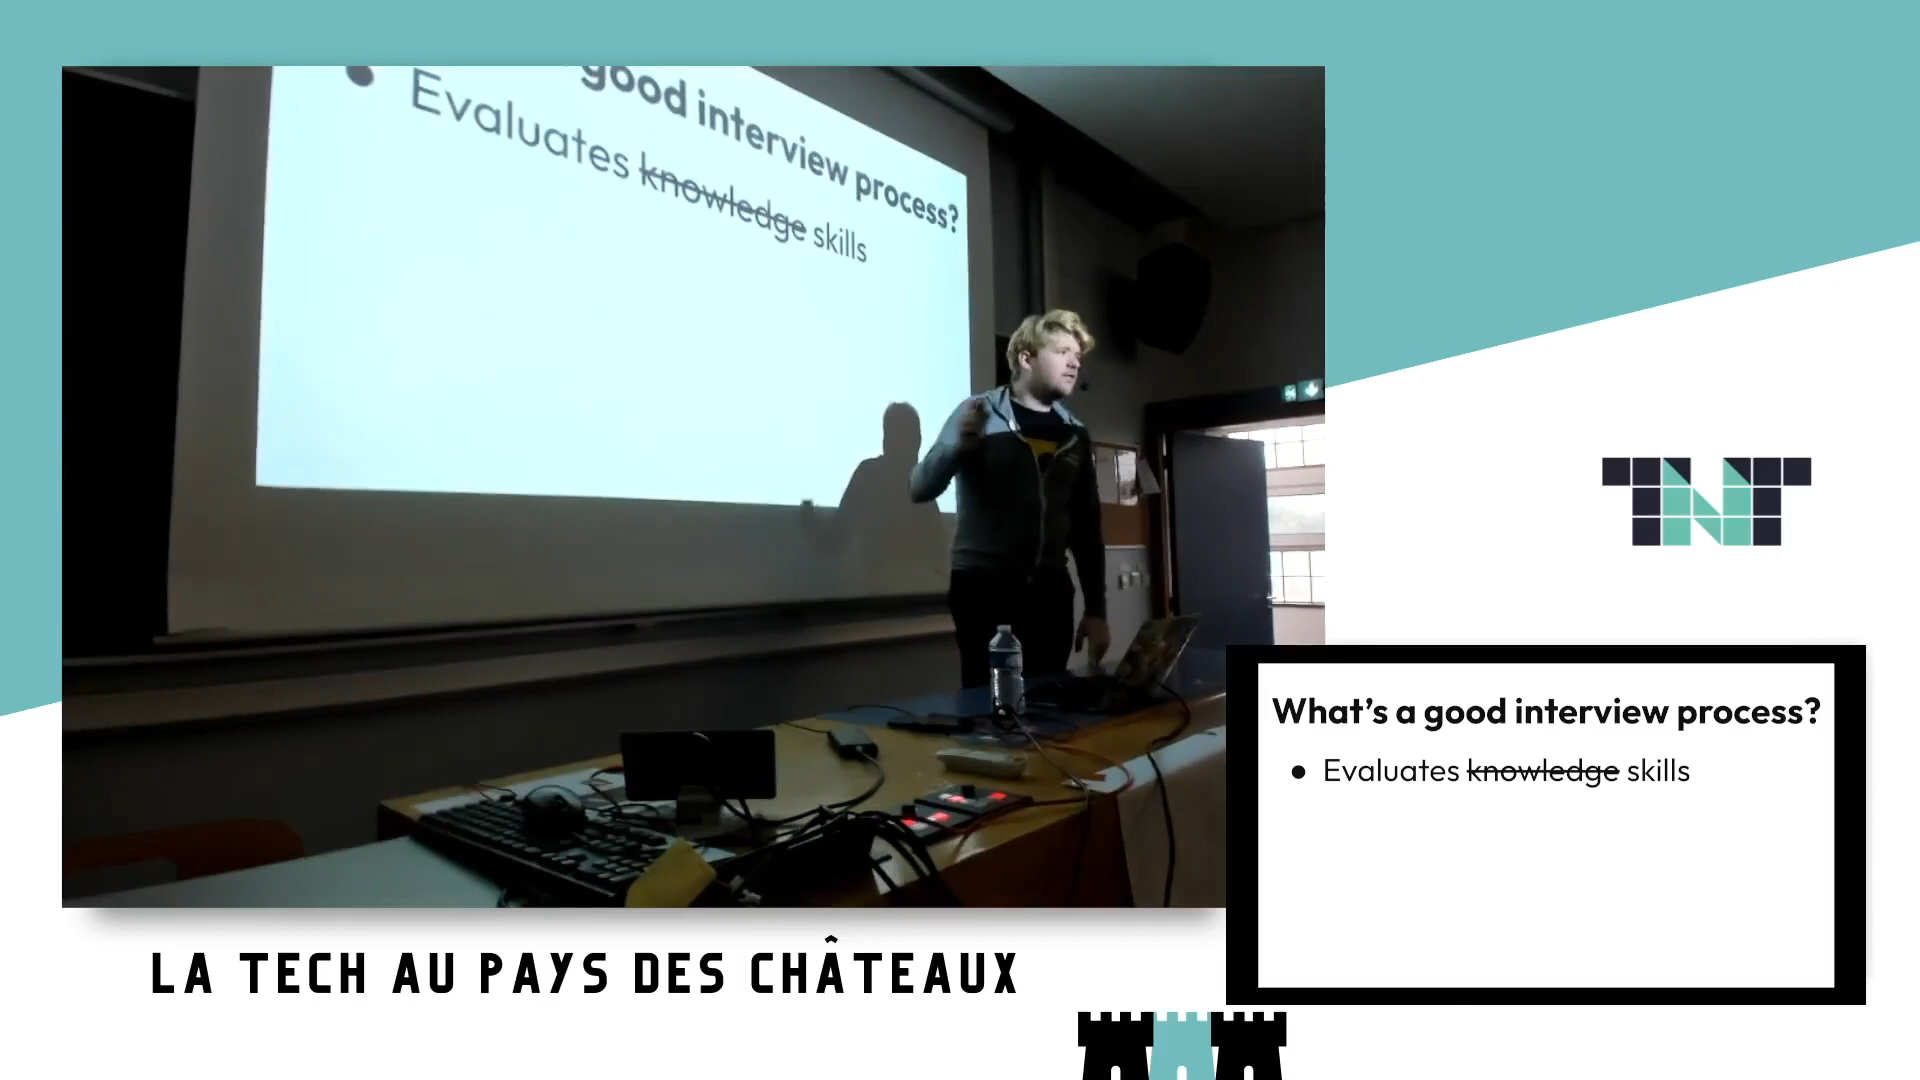 good interview process?
Evaluates ~~knowledge~~ skills
TNT
What's a good interview process?
● Evaluates ~~knowledge~~ skills
LA TECH AU PAYS DES CHÂTEAUX